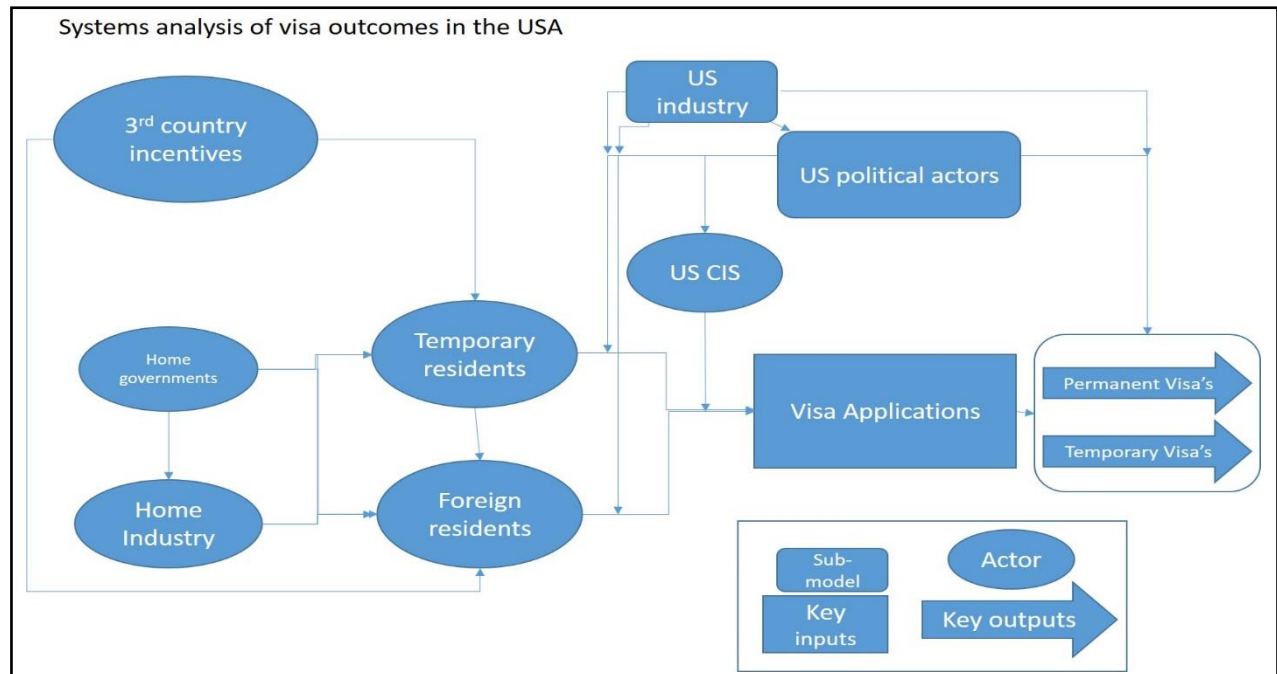 Systems analysis of visa outcomes in the USA
US
industry
3rd country
incentives
US political actors
US CIS
Temporary
residents
Home
governments
Visa Applications
Permanent Visa's
Temporary Visa's
Foreign
residents
Home
Industry
Sub-
model
Actor
Key
inputs
Key outputs